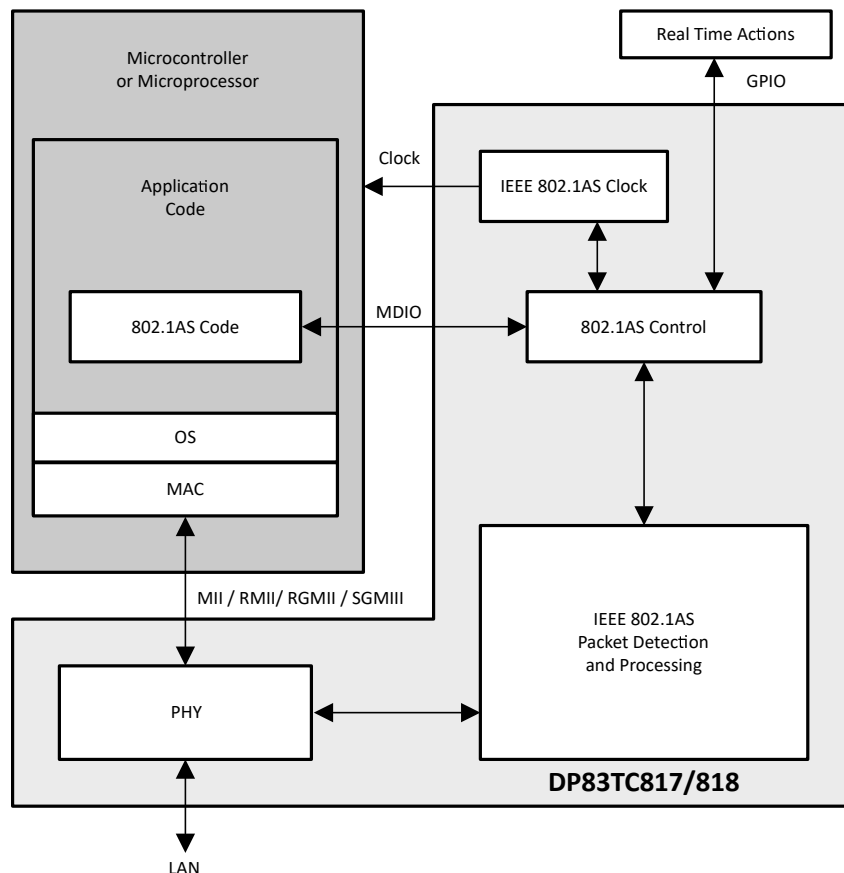 Real Time Actions
Microcontroller
or Microprocessor
GPIO
Application
Code
Clock
IEEE 802.1AS Clock
802.1AS Code
MDIO
802.1AS Control
OS
MAC
MII / RMII/ RGMII / SGMIII
IEEE 802.1AS
Packet Detection
and Processing
PHY
DP83TC817/818
LAN